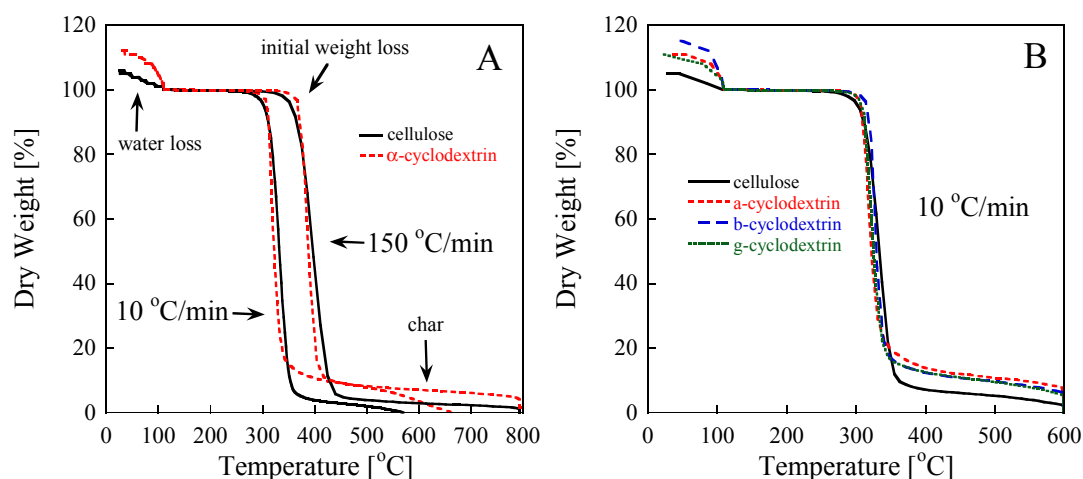 A
initial weight loss
water loss
cellulose
α-cyclodextrin
150 °C/min
10 °C/min
char
Dry Weight [%]
120
100
80
60
40
20
0
0 100 200 300 400 500 600 700 800
Temperature [°C]
B
cellulose
a-cyclodextrin
b-cyclodextrin
g-cyclodextrin
10 °C/min
Dry Weight [%]
120
100
80
60
40
20
0
0 100 200 300 400 500 600
Temperature [°C]